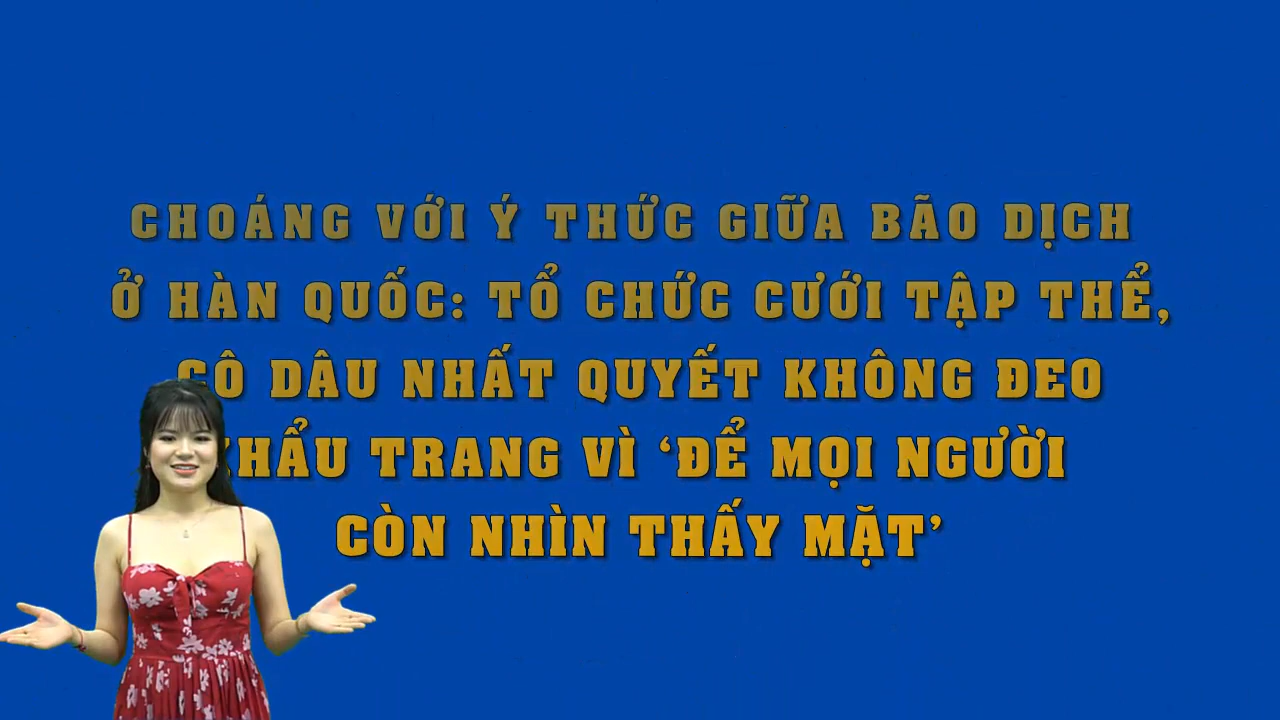 CHOÁNG VỚI Ý THỨC GIỮA BÃO DỊCH
Ở HÀN QUỐC: TỔ CHỨC CƯỚI TẬP THỂ,
CÔ DÂU NHẤT QUYẾT KHÔNG ĐEO
KHẨU TRANG VÌ ‘ĐỂ MỌI NGƯỜI
CÒN NHÌN THẤY MẶT’